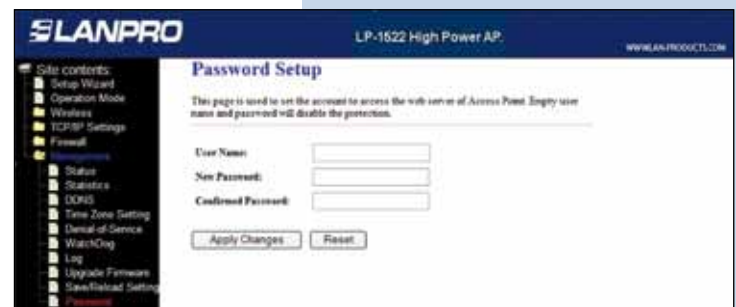 LANPRO
LP-1522 High Power AP.
WWW.LAN-PRODUCTS.COM
Site contents:
Setup Wizard
Operation Mode
Wireless
TCP/IP Settings
Firewall
Management
Status
Statistics
DDNS
Time Zone Setting
Denial-of-Service
WatchDog
Log
Upgrade Firmware
Save/Reload Setting
Password
Password Setup
This page is used to set the account to access the web server of Access Point. Empty user
name and password will disable the protection.
User Name:
New Password:
Confirmed Password:
Apply Changes
Reset